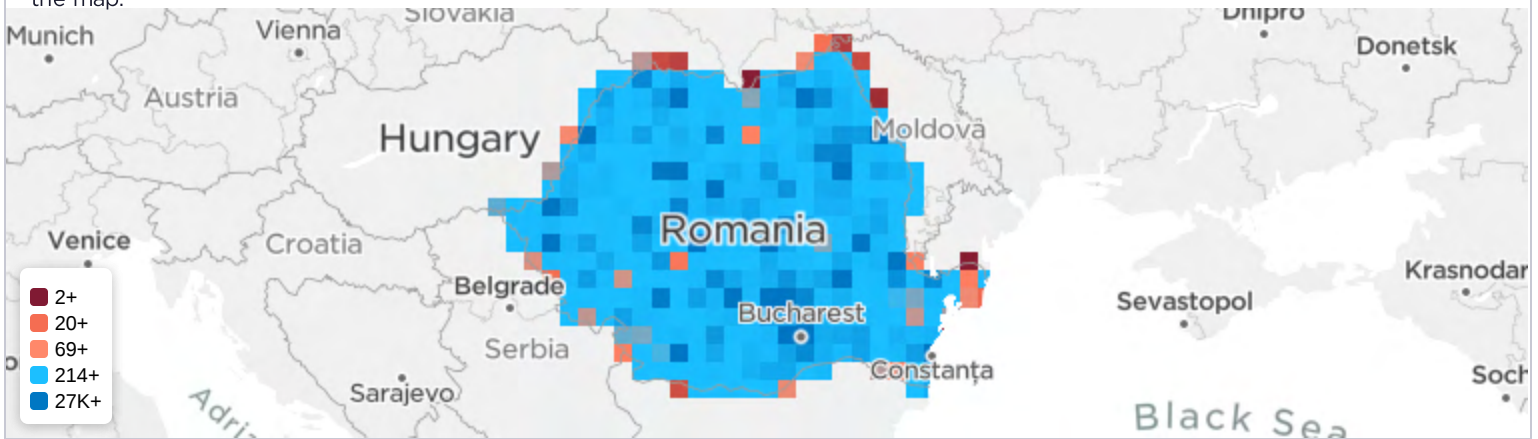 the map.
Munich
Vienna
Slovakia
Dnipro
Donetsk
Austria
Hungary
Moldova
Romania
Venice
Croatia
Belgrade
Krasnodar
Sevastopol
2+
20+
69+
214+
27K+
Bucharest
Serbia
Constanța
Sarajevo
Soch
Adria
Black Sea